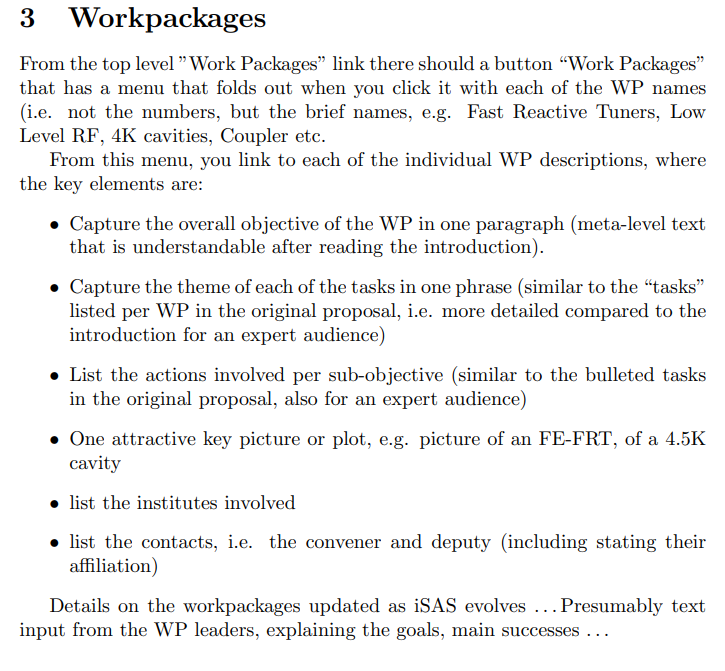 3 Workpackages
From the top level ”Work Packages” link there should a button “Work Packages”
that has a menu that folds out when you click it with each of the WP names
(i.e. not the numbers, but the brief names, e.g. Fast Reactive Tuners, Low
Level RF, 4K cavities, Coupler etc.
From this menu, you link to each of the individual WP descriptions, where
the key elements are:
• Capture the overall objective of the WP in one paragraph (meta-level text
that is understandable after reading the introduction).
• Capture the theme of each of the tasks in one phrase (similar to the “tasks”
listed per WP in the original proposal, i.e. more detailed compared to the
introduction for an expert audience)
• List the actions involved per sub-objective (similar to the bulleted tasks
in the original proposal, also for an expert audience)
• One attractive key picture or plot, e.g. picture of an FE-FRT, of a 4.5K
cavity
• list the institutes involved
• list the contacts, i.e. the convener and deputy (including stating their
affiliation)
Details on the workpackages updated as iSAS evolves ...Presumably text
input from the WP leaders, explaining the goals, main successes ...